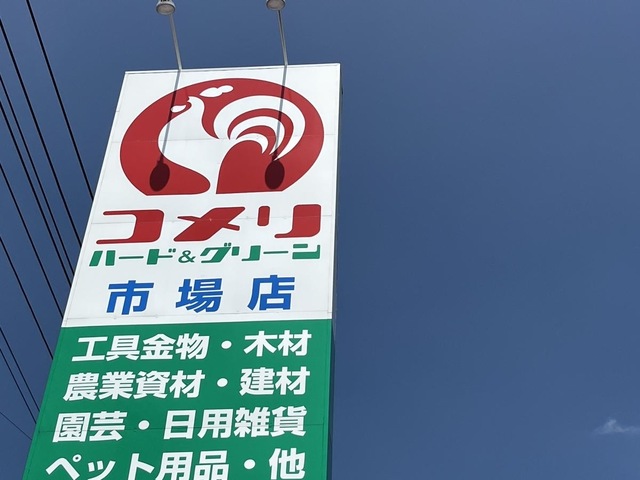 コメリ
ハード&グリーン
市場店
工具金物・木材
農業資材・建材
園芸・日用雑貨
ペット用品・他